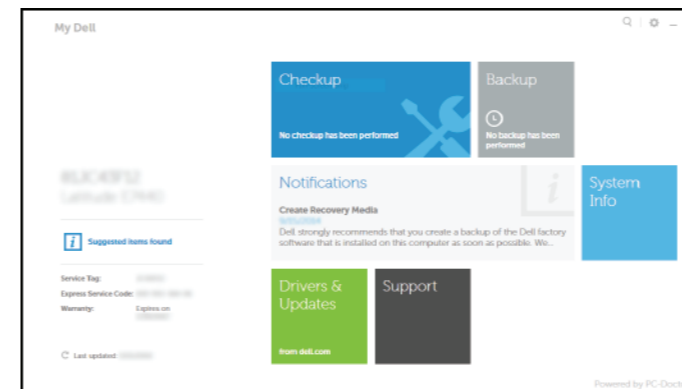 My Dell
Checkup
No checkup has been performed
Backup
No backup has been
performed
Notifications
Create Recovery Media
Dell strongly recommends that you create a backup of the Dell factory
software that is installed on this computer as soon as possible. We...
System
Info
i Suggested items found
Service Tag:
Express Service Code:
Warranty: Expires on
Last updated:
Drivers &
Updates
from dell.com
Support
Powered by PC-Doct